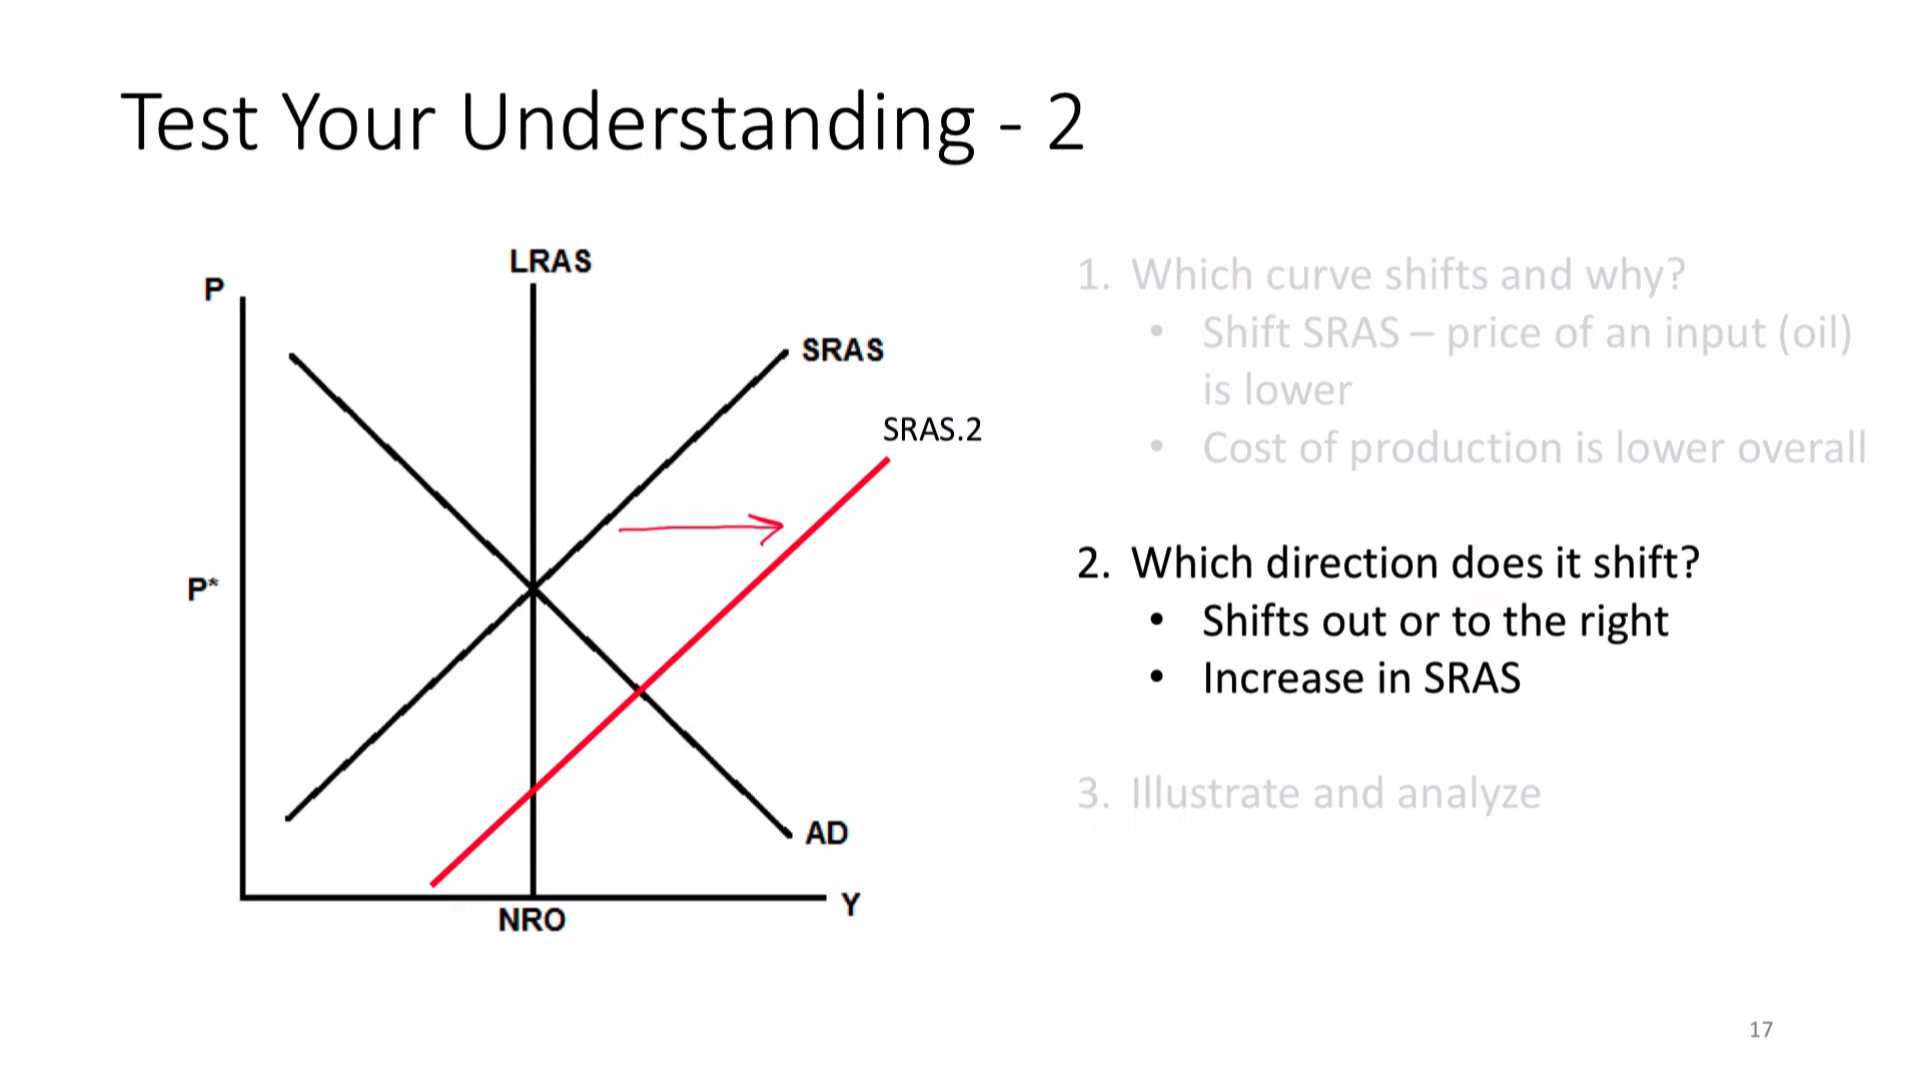 Test Your Understanding - 2
LRAS
P
SRAS
SRAS.2
P*
AD
Y
NRO
1. Which curve shifts and why?
• Shift SRAS – price of an input (oil)
is lower
• Cost of production is lower overall
2. Which direction does it shift?
• Shifts out or to the right
• Increase in SRAS
3. Illustrate and analyze
17